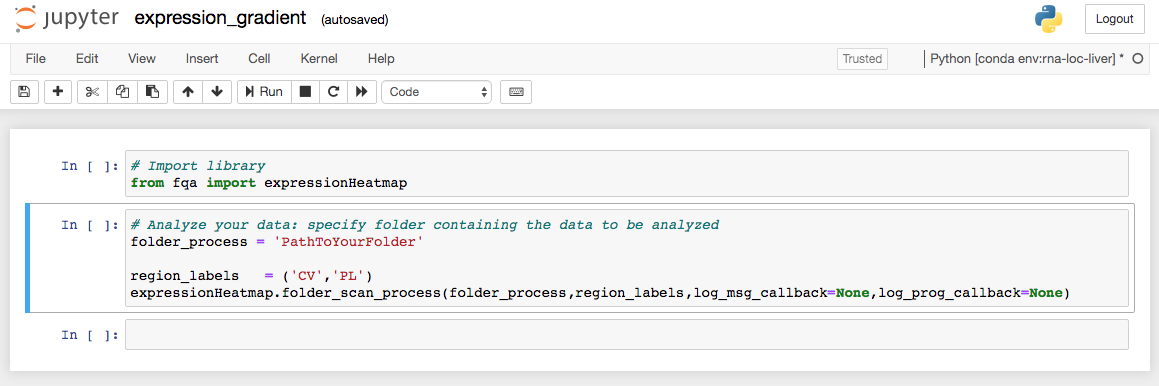 jupyter expression_gradient (autosaved) Logout
File Edit View Insert Cell Kernel Help Trusted Python [conda env:rna-loc-liver] *
Run Code
In [ ]: # Import library
from fqa import expressionHeatmap
In [ ]: # Analyze your data: specify folder containing the data to be analyzed
folder_process = 'PathToYourFolder'
region_labels   = ('CV','PL')
expressionHeatmap.folder_scan_process(folder_process,region_labels,log_msg_callback=None,log_prog_callback=None)
In [ ]: